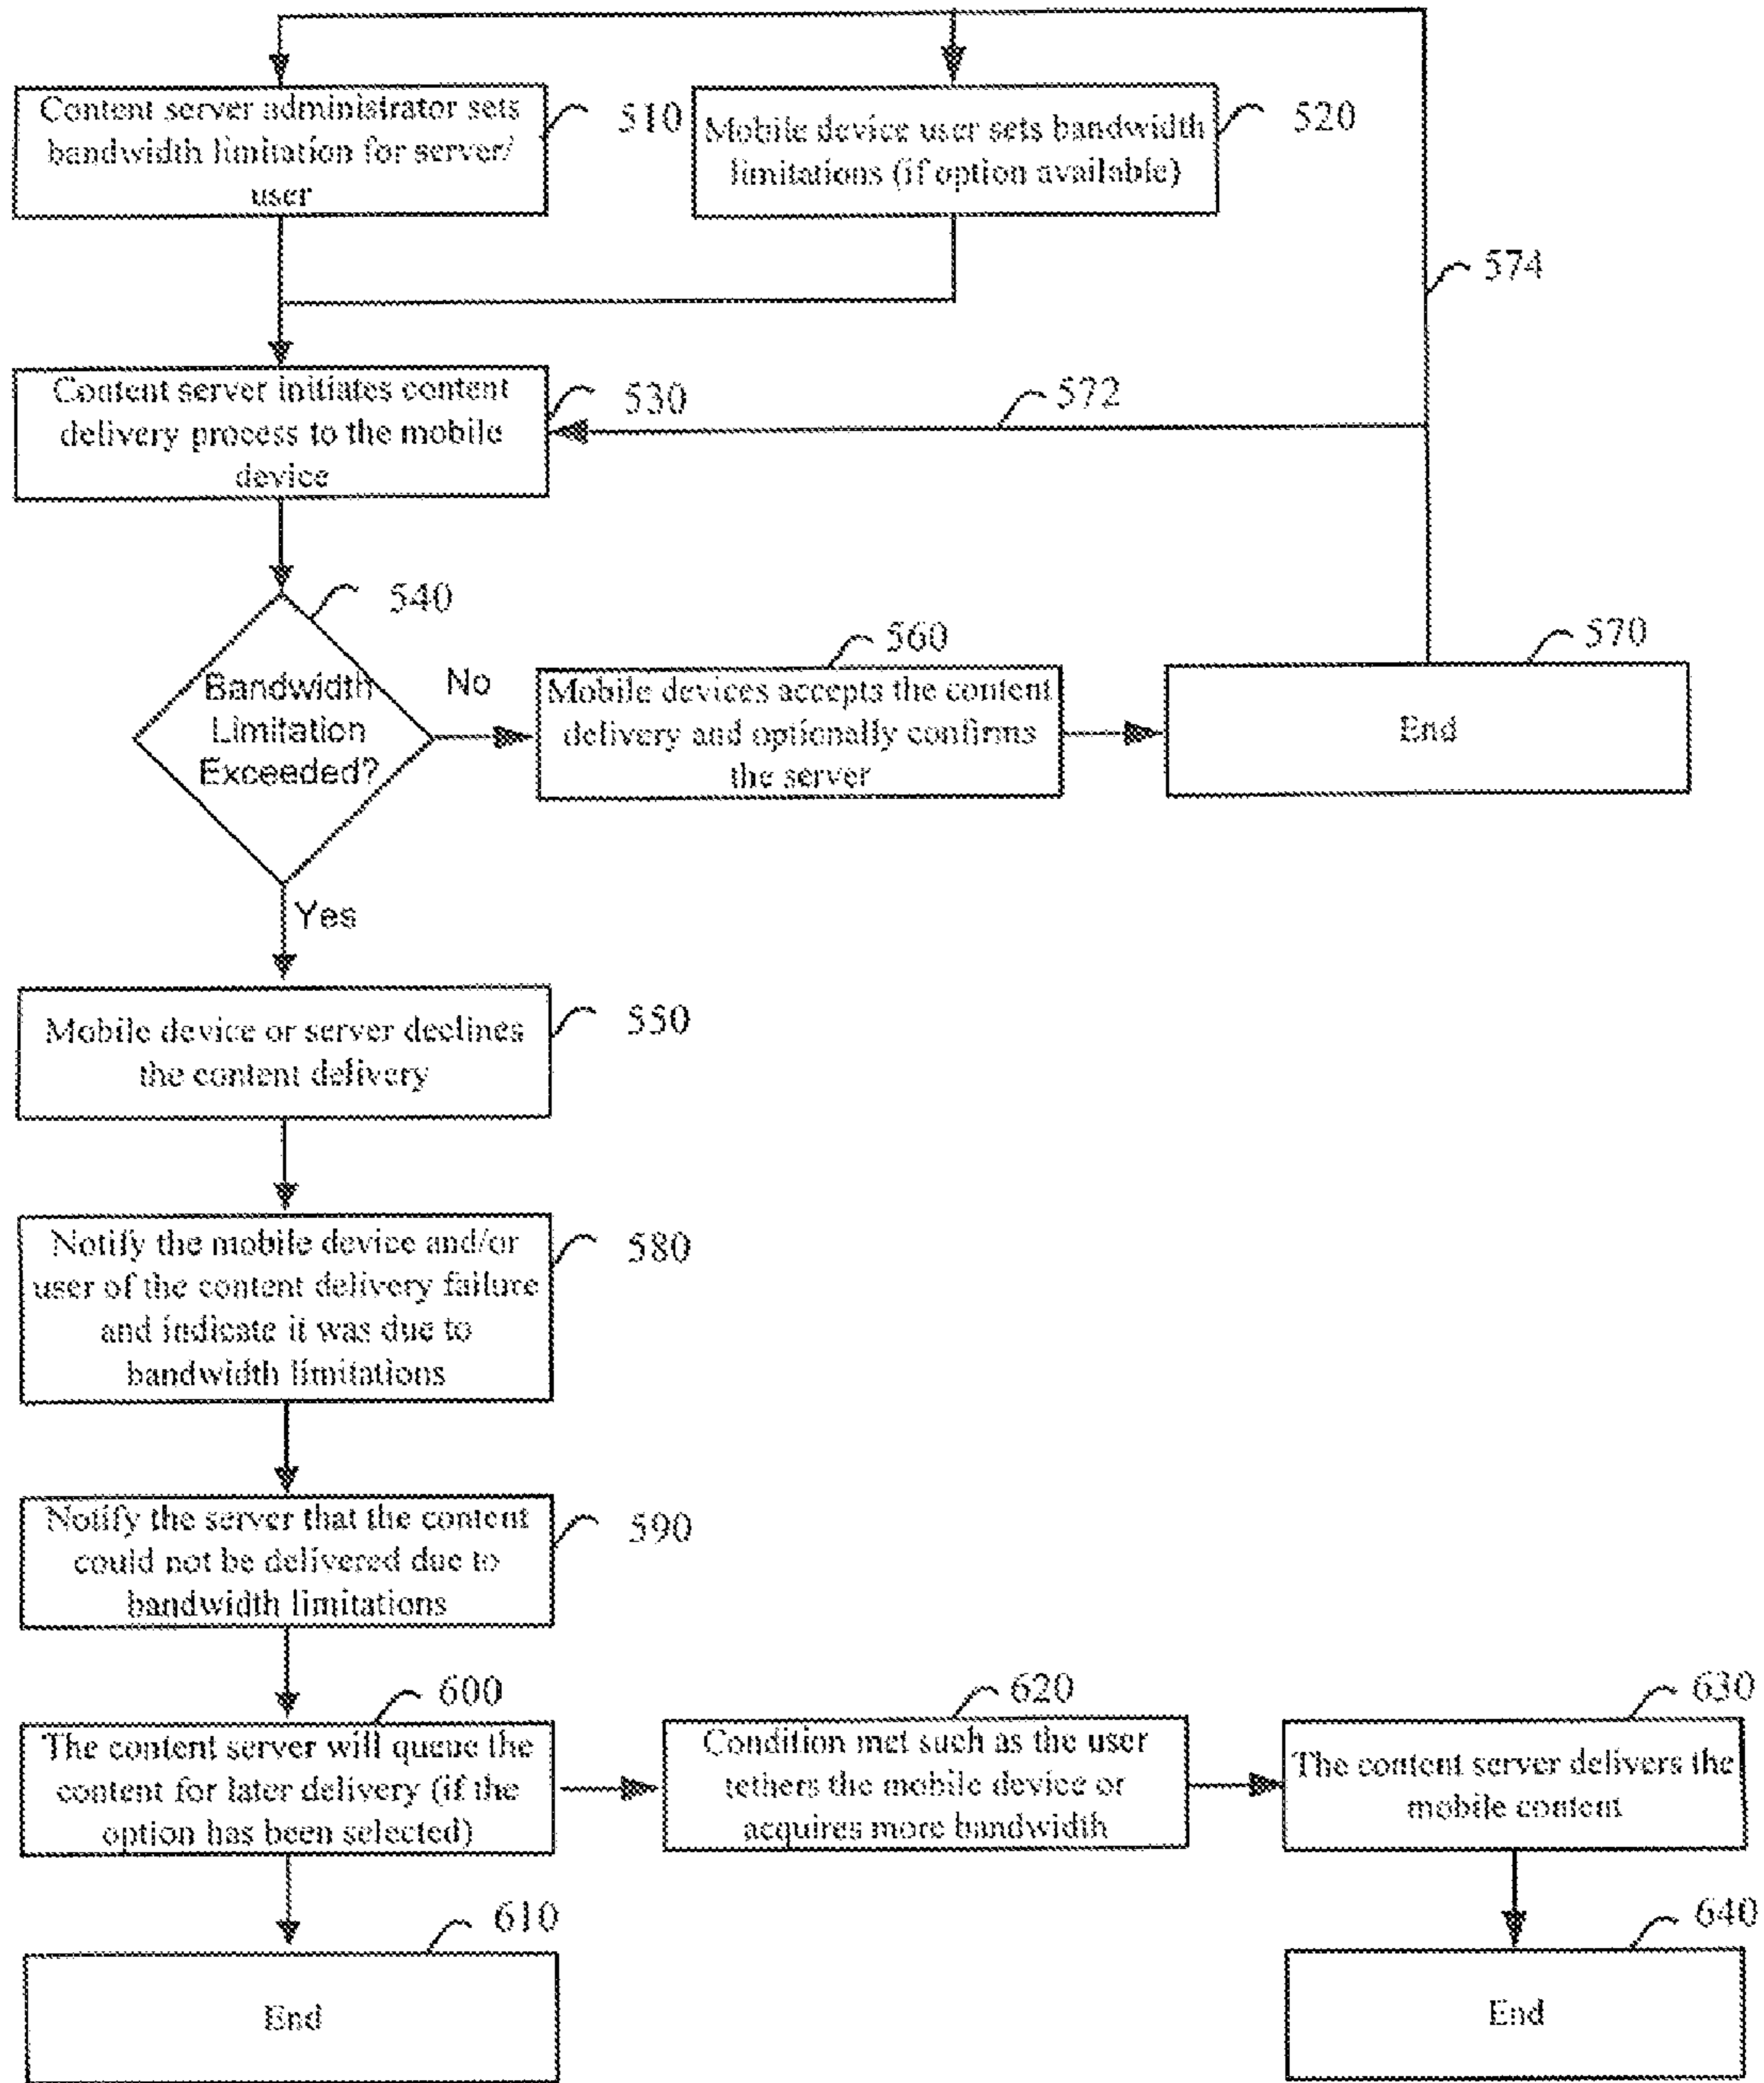 Content server administrator sets
bandwidth limitation for server/
user
510
Mobile device user sets bandwidth
limitations (if option available)
520
574
Content server initiates content
delivery process to the mobile
device
530
572
540
Bandwidth
Limitation
Exceeded?
No
560
Mobile devices accepts the content
delivery and optionally confirms
the server
570
End
Yes
Mobile device or server declines
the content delivery
550
Notify the mobile device and/or
user of the content delivery failure
and indicate it was due to
bandwidth limitations
580
Notify the server that the content
could not be delivered due to
bandwidth limitations
590
600
The content server will queue the
content for later delivery (if the
option has been selected)
620
Condition met such as the user
tethers the mobile device or
acquires more bandwidth
630
The content server delivers the
mobile content
610
End
640
End